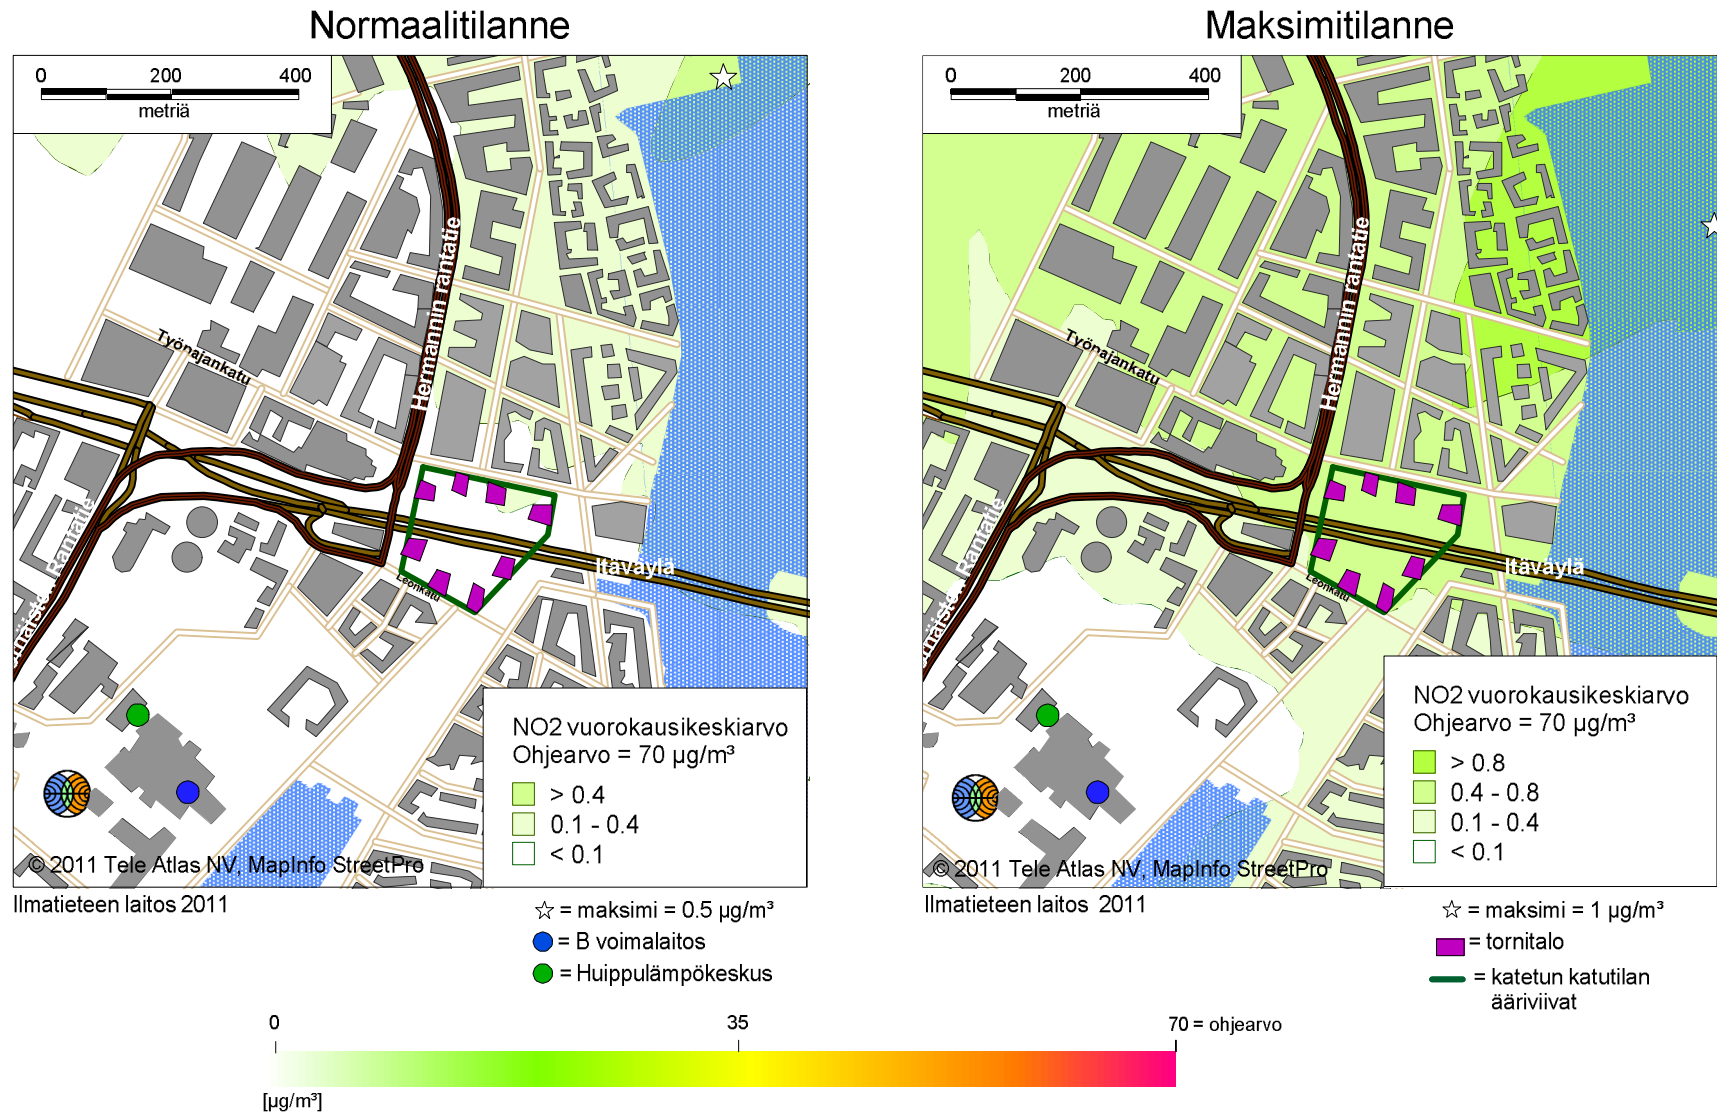 Normaalitilanne
Maksimitilanne
0 200 400
metriä
0 200 400
metriä
Hermannin rantatie
Hermannin rantatie
Työpajankatu
Työpajankatu
Rantatie
Rantatie
Itäväylä
Itäväylä
Leonkatu
Leonkatu
NO2 vuorokausikeskiarvo
Ohjearvo = 70 µg/m³
> 0.4
0.1 - 0.4
< 0.1
NO2 vuorokausikeskiarvo
Ohjearvo = 70 µg/m³
> 0.8
0.4 - 0.8
0.1 - 0.4
< 0.1
© 2011 Tele Atlas NV, MapInfo StreetPro
© 2011 Tele Atlas NV, MapInfo StreetPro
Ilmatieteen laitos 2011
Ilmatieteen laitos 2011
= maksimi = 0.5 µg/m³
= B voimalaitos
= Huippulämpökeskus
= maksimi = 1 µg/m³
= tornitalo
= katetun katutilan
ääriviivat
0 35 70 = ohjearvo
[µg/m³]